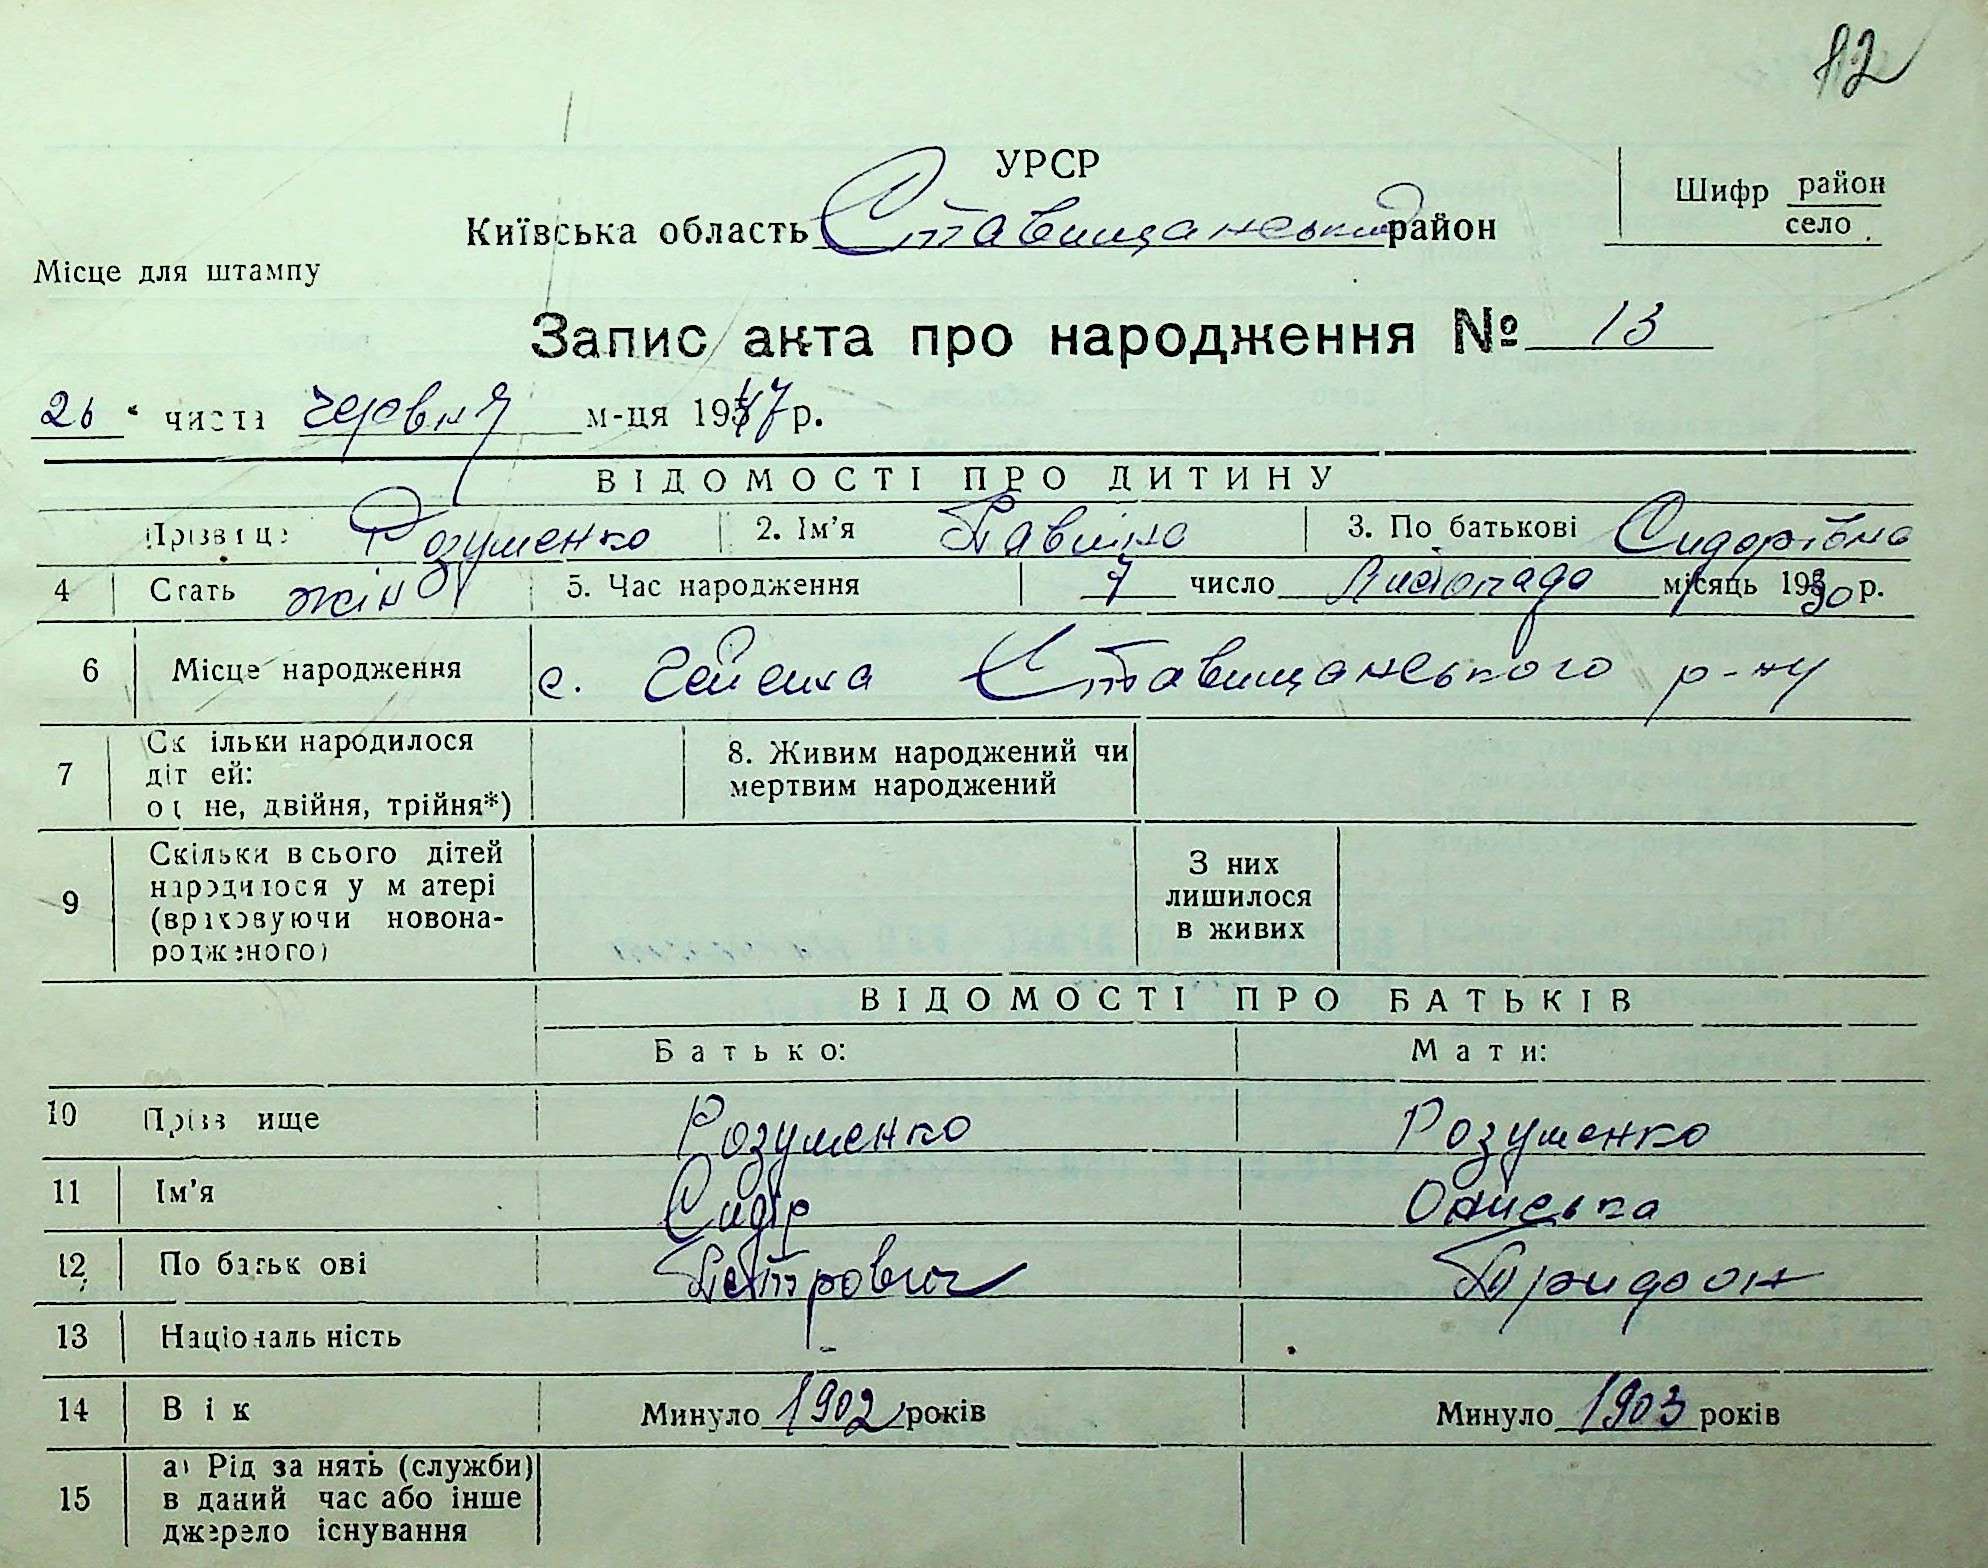 12
УРСР
Київська область Ставищанський район
Шифр район
село
Місце для штампу
Запис акта про народження № 13
26 " числа червня м-ця 1947 р.
ВІДОМОСТІ ПРО ДИТИНУ
Прізвище Розуменко 2. Ім'я Павліна 3. По батькові Сидорівна
4 Стать жін 5. Час народження 7 число Листопада місяць 1930 р.
6 Місце народження с. Ставищанського р-ну
7 Скільки народилося дітей: одне, двійня, трійня*) 8. Живим народжений чи мертвим народжений
9 Скільки всього дітей народилося у матері (враховуючи новонародженого) З них лишилося в живих
ВІДОМОСТІ ПРО БАТЬКІВ
Батько: Мати:
10 Прізвище Розуменко Розуменко
11 Ім'я Сидір Ониська
12 По батькові Петрович
13 Національність -
14 Вік Минуло 1902 років Минуло 1903 років
15 а) Рід занять (служби) в даний час або інше джерело існування